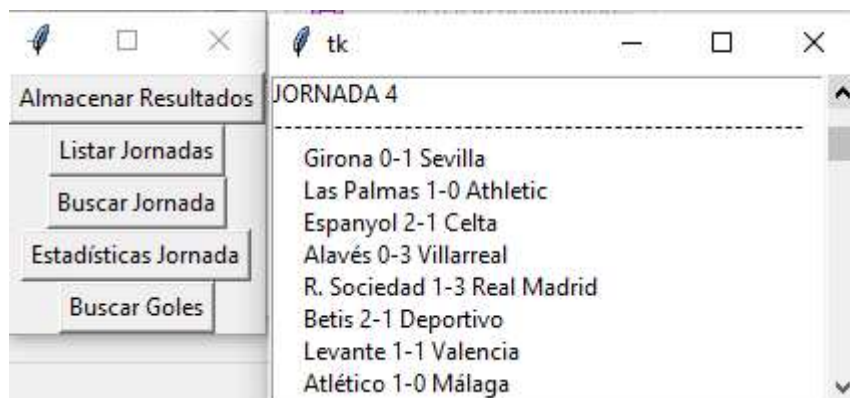 tk
Almacenar Resultados
Listar Jornadas
Buscar Jornada
Estadísticas Jornada
Buscar Goles
JORNADA 4
--------------------------------------------------------------------------------
Girona 0-1 Sevilla
Las Palmas 1-0 Athletic
Espanyol 2-1 Celta
Alavés 0-3 Villarreal
R. Sociedad 1-3 Real Madrid
Betis 2-1 Deportivo
Levante 1-1 Valencia
Atlético 1-0 Málaga